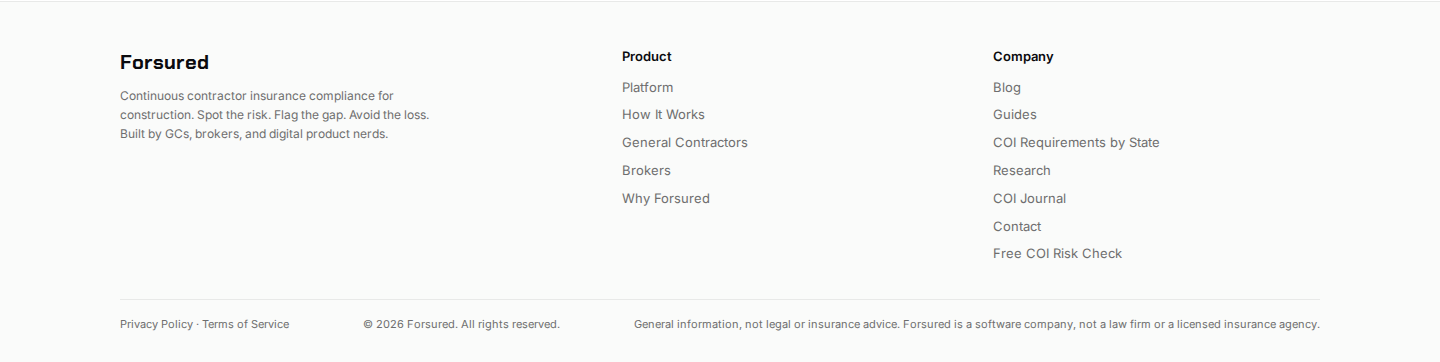 Forsured
Continuous contractor insurance compliance for
construction. Spot the risk. Flag the gap. Avoid the loss.
Built by GCs, brokers, and digital product nerds.
Product
Platform
How It Works
General Contractors
Brokers
Why Forsured
Company
Blog
Guides
COI Requirements by State
Research
COI Journal
Contact
Free COI Risk Check
Privacy Policy · Terms of Service
© 2026 Forsured. All rights reserved.
General information, not legal or insurance advice. Forsured is a software company, not a law firm or a licensed insurance agency.